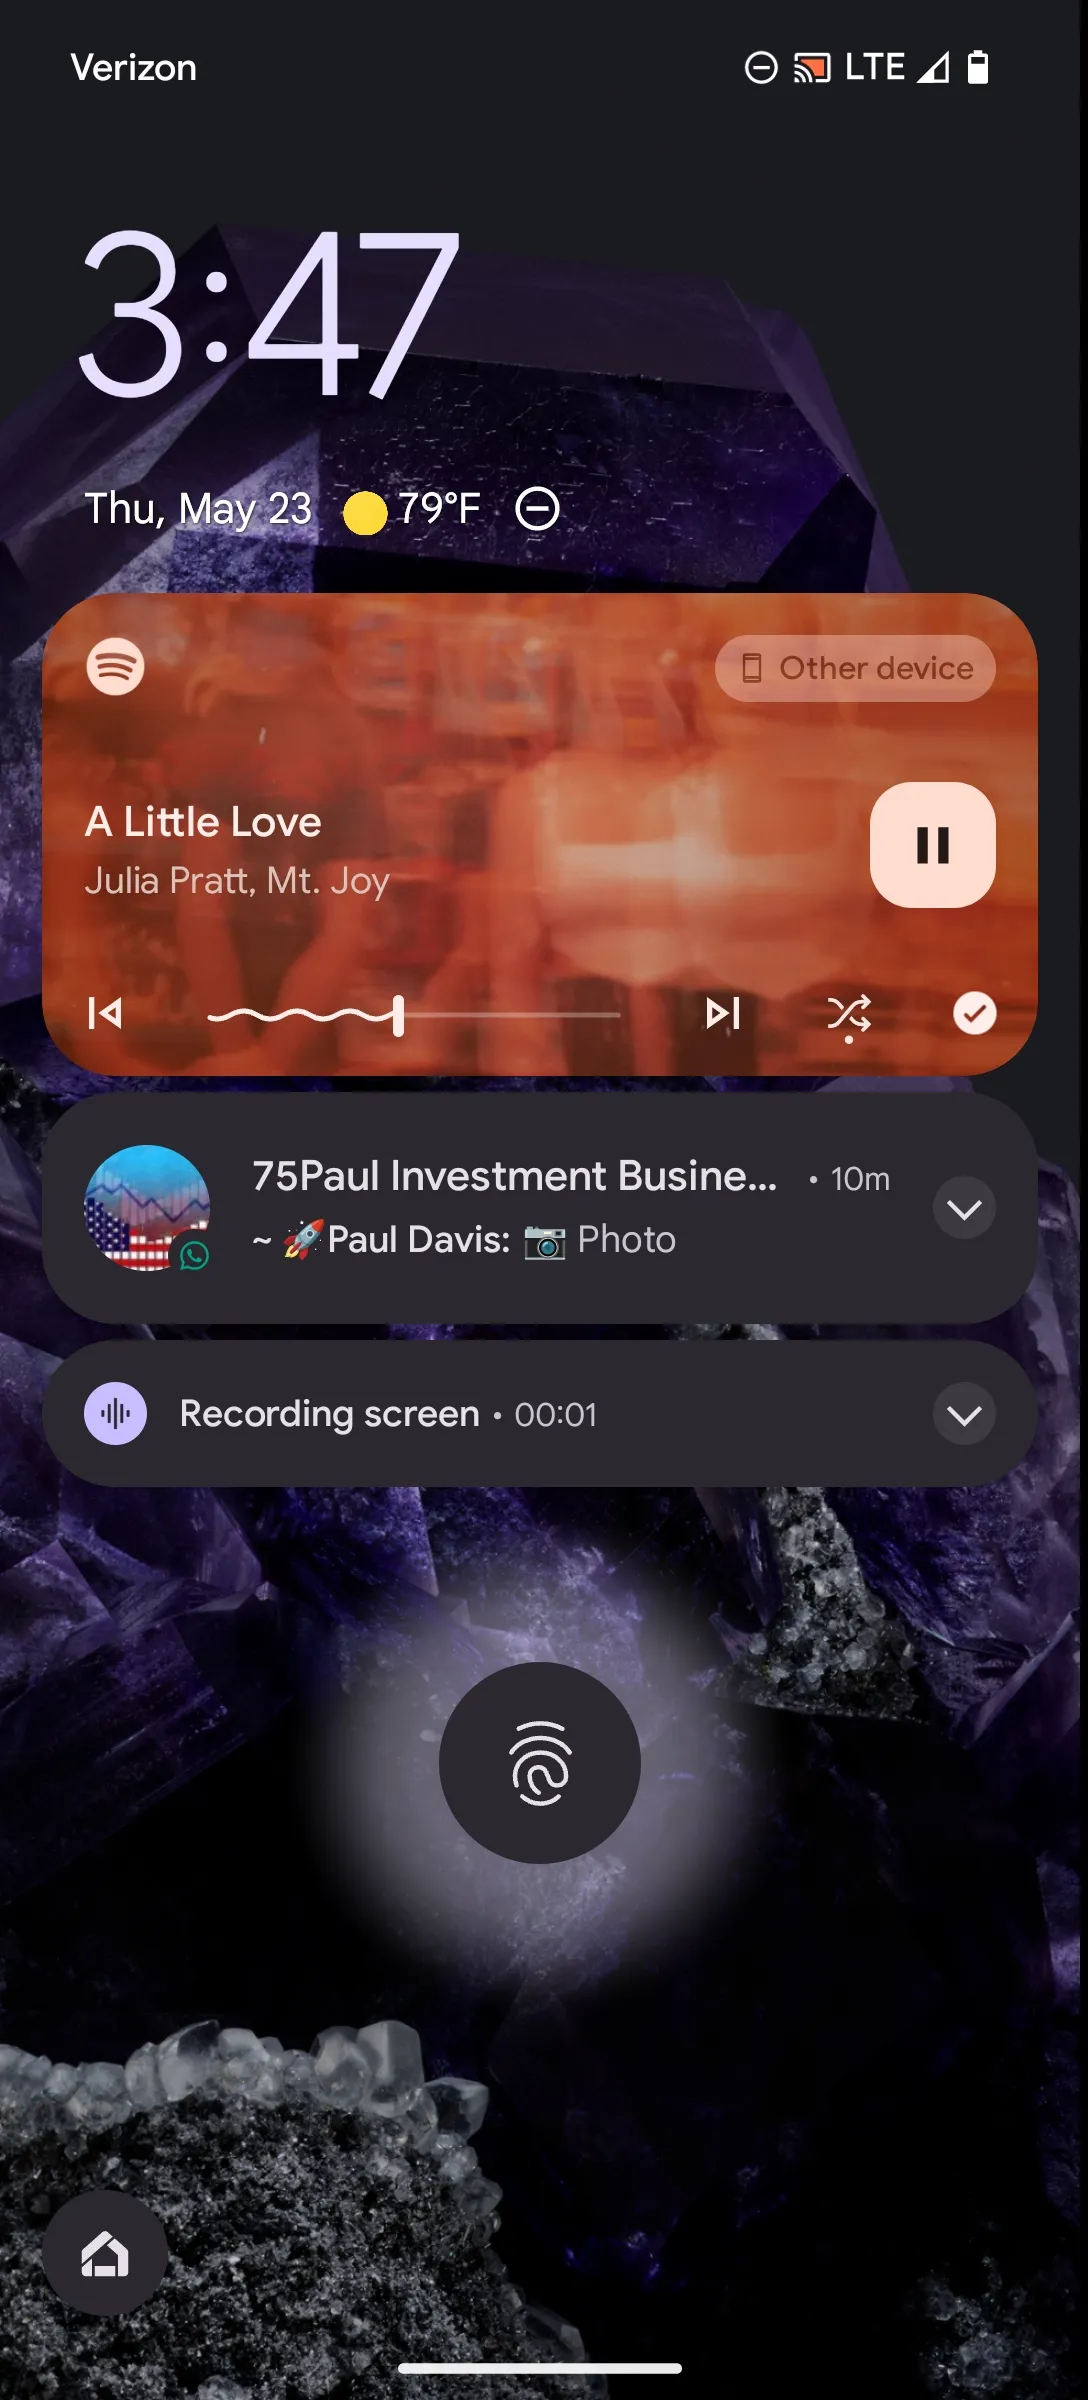 Verizon
LTE
3:47
Thu, May 23 79°F
Other device
A Little Love
Julia Pratt, Mt. Joy
75Paul Investment Busine... • 10m
~ 🚀Paul Davis: 📷 Photo
Recording screen • 00:01